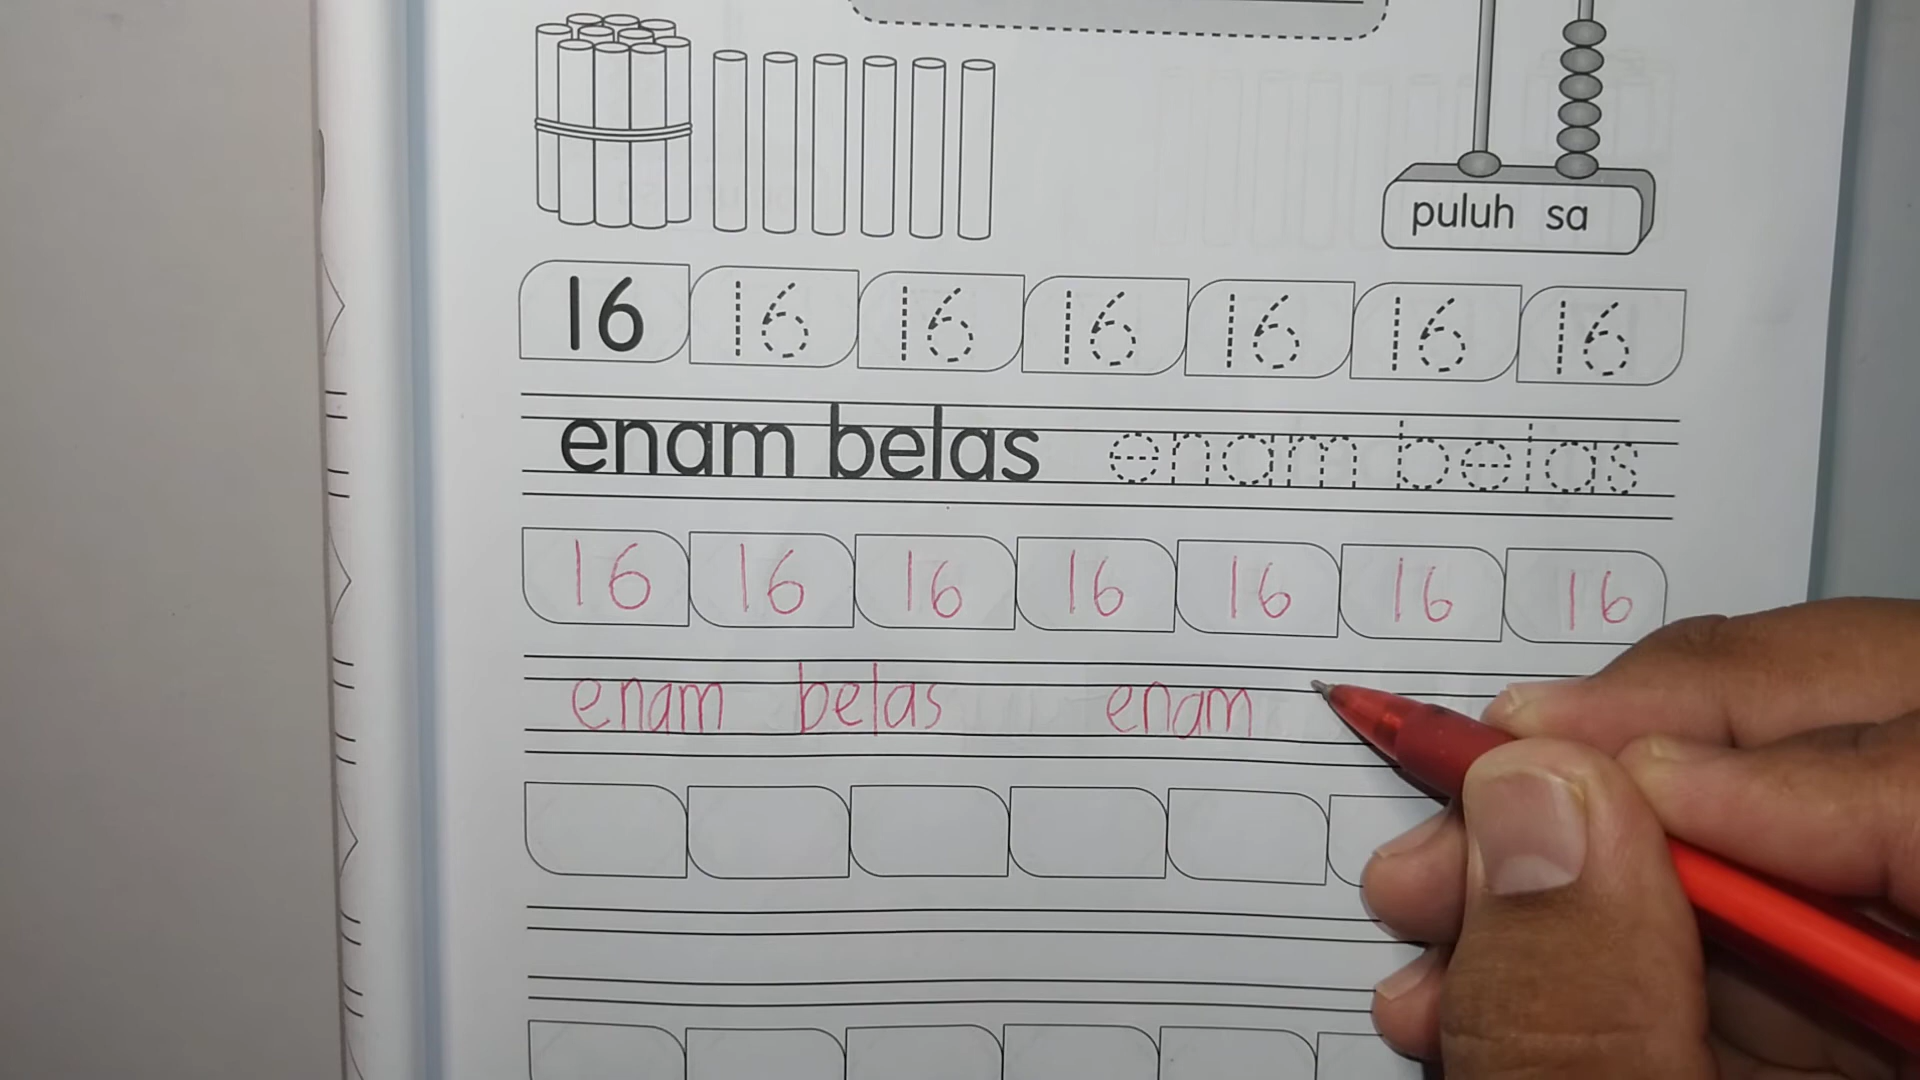 puluh sa
16 16 16 16 16 16 16
enam belas enam belas
16 16 16 16 16 16 16
enam belas enam